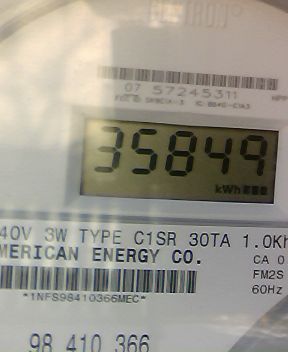 07 57245311
35849
kWh
40V 3W TYPE C1SR 30TA 1.0Kh
MERICAN ENERGY CO.
CA 0
FM2S
60Hz
*1NFS98410366MEC*
98 410 366